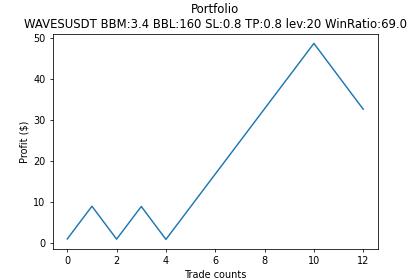 Portfolio
WAVESUSDT BBM:3.4 BBL:160 SL:0.8 TP:0.8 lev:20 WinRatio:69.0
50
40
30
20
10
0
Profit ($)
0 2 4 6 8 10 12
Trade counts